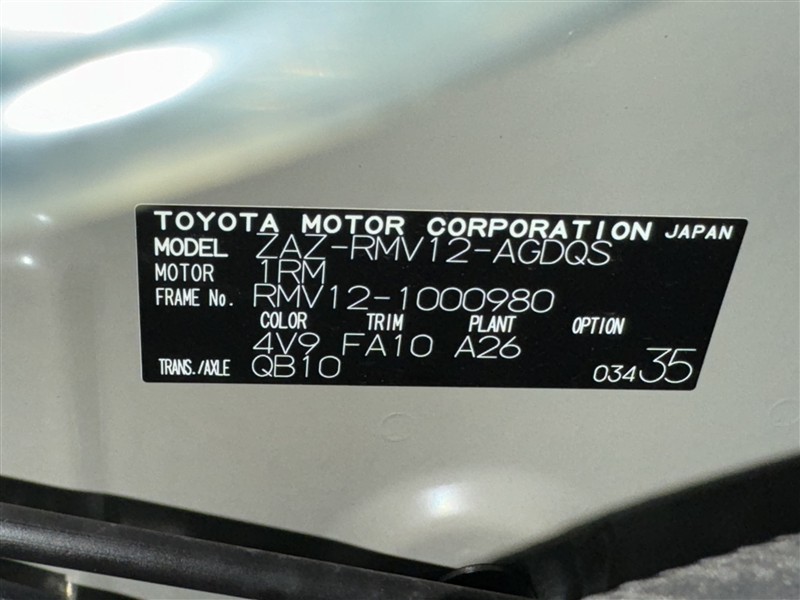 TOYOTA MOTOR CORPORATION JAPAN
MODEL ZAZ-RMV12-AGDQS
MOTOR 1RM
FRAME No. RMV12-1000980
COLOR TRIM PLANT OPTION
4V9 FA10 A26
TRANS./AXLE QB10
03435